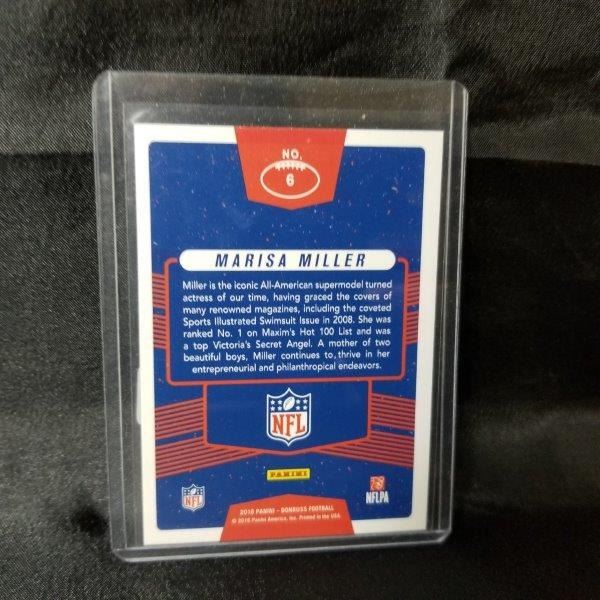 NO.
6
MARISA MILLER
Miller is the iconic All-American supermodel turned
actress of our time, having graced the covers of
many renowned magazines, including the coveted
Sports Illustrated Swimsuit Issue in 2008. She was
ranked No. 1 on Maxim's Hot 100 List and was
a top Victoria's Secret Angel. A mother of two
beautiful boys, Miller continues to thrive in her
entrepreneurial and philanthropical endeavors.
NFL
PANINI
NFL
NFLPA
2018 PANINI - DONRUSS FOOTBALL
© 2018 Panini America, Inc. Printed in the USA.